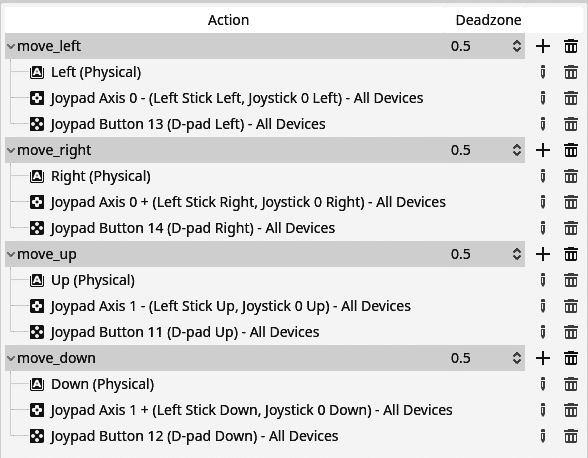 Action Deadzone
move_left 0.5
Left (Physical)
Joypad Axis 0 - (Left Stick Left, Joystick 0 Left) - All Devices
Joypad Button 13 (D-pad Left) - All Devices
move_right 0.5
Right (Physical)
Joypad Axis 0 + (Left Stick Right, Joystick 0 Right) - All Devices
Joypad Button 14 (D-pad Right) - All Devices
move_up 0.5
Up (Physical)
Joypad Axis 1 - (Left Stick Up, Joystick 0 Up) - All Devices
Joypad Button 11 (D-pad Up) - All Devices
move_down 0.5
Down (Physical)
Joypad Axis 1 + (Left Stick Down, Joystick 0 Down) - All Devices
Joypad Button 12 (D-pad Down) - All Devices